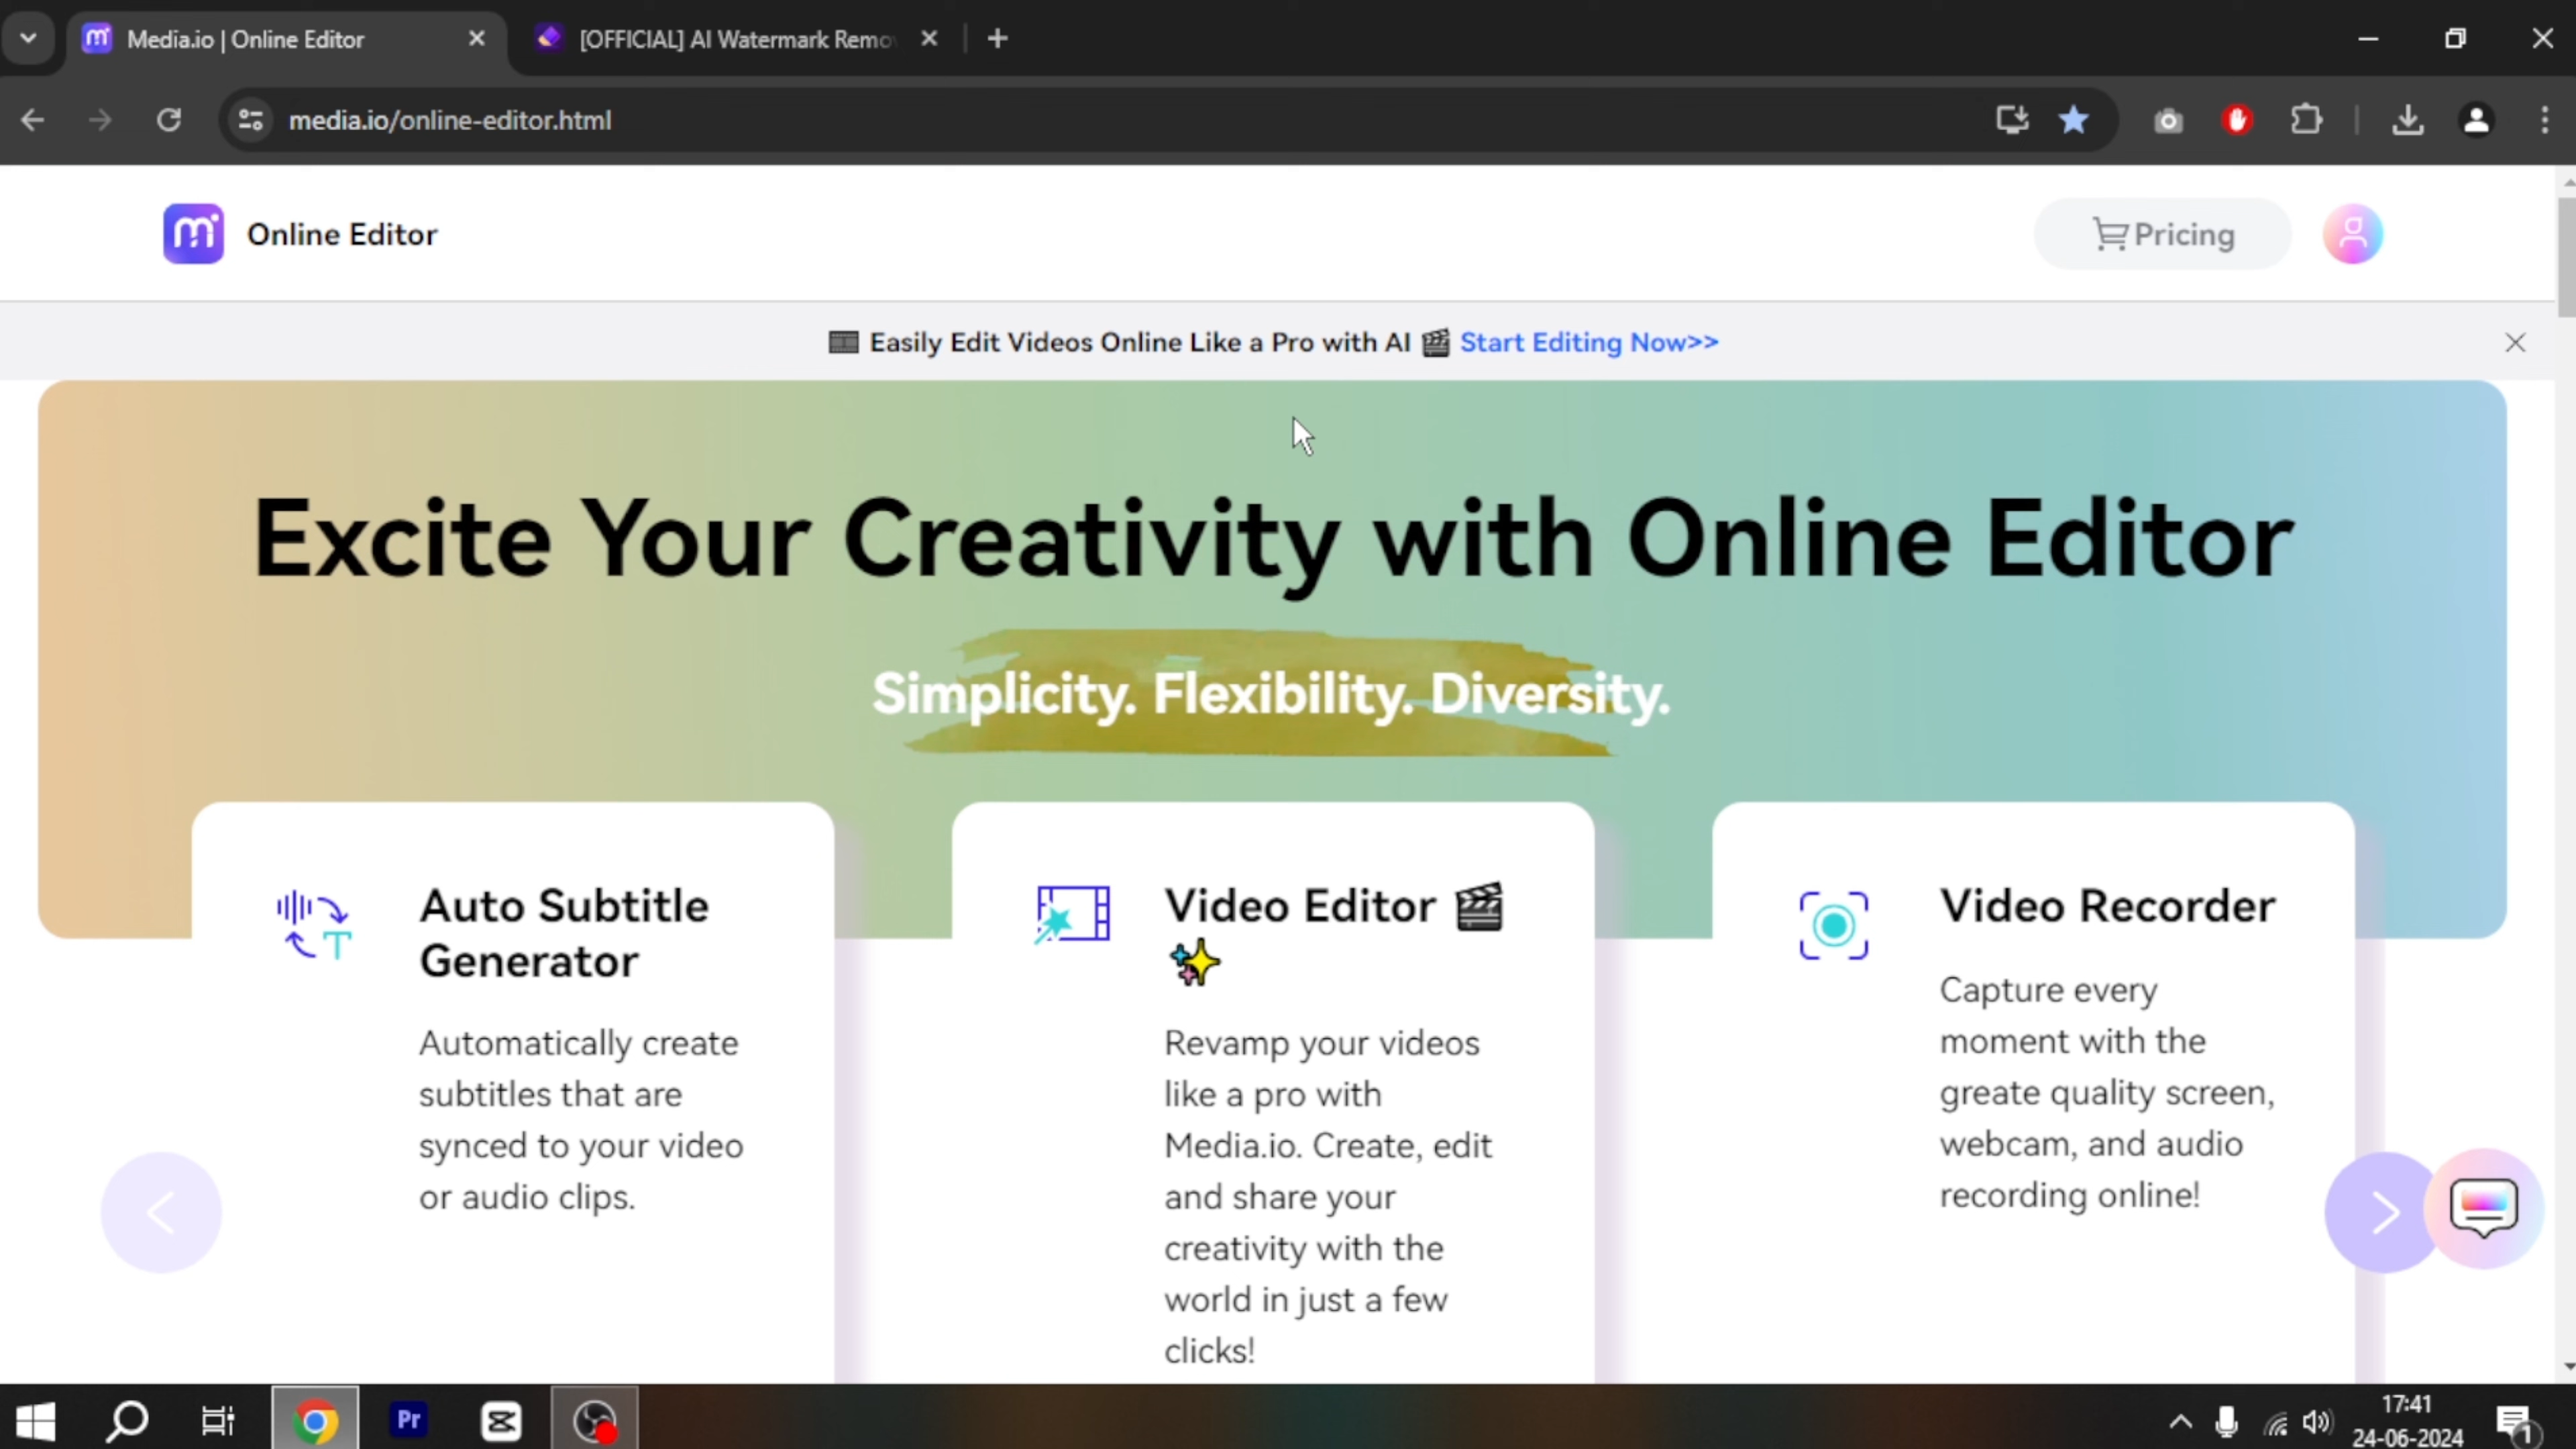 Media.io | Online Editor
[OFFICIAL] AI Watermark Remo
media.io/online-editor.html
Online Editor
Pricing
Easily Edit Videos Online Like a Pro with AI Start Editing Now>>
Excite Your Creativity with Online Editor
Simplicity. Flexibility. Diversity.
Auto Subtitle
Generator
Automatically create
subtitles that are
synced to your video
or audio clips.
Video Editor
Revamp your videos
like a pro with
Media.io. Create, edit
and share your
creativity with the
world in just a few
clicks!
Video Recorder
Capture every
moment with the
greate quality screen,
webcam, and audio
recording online!
Pr
17:41
24-06-2024
1